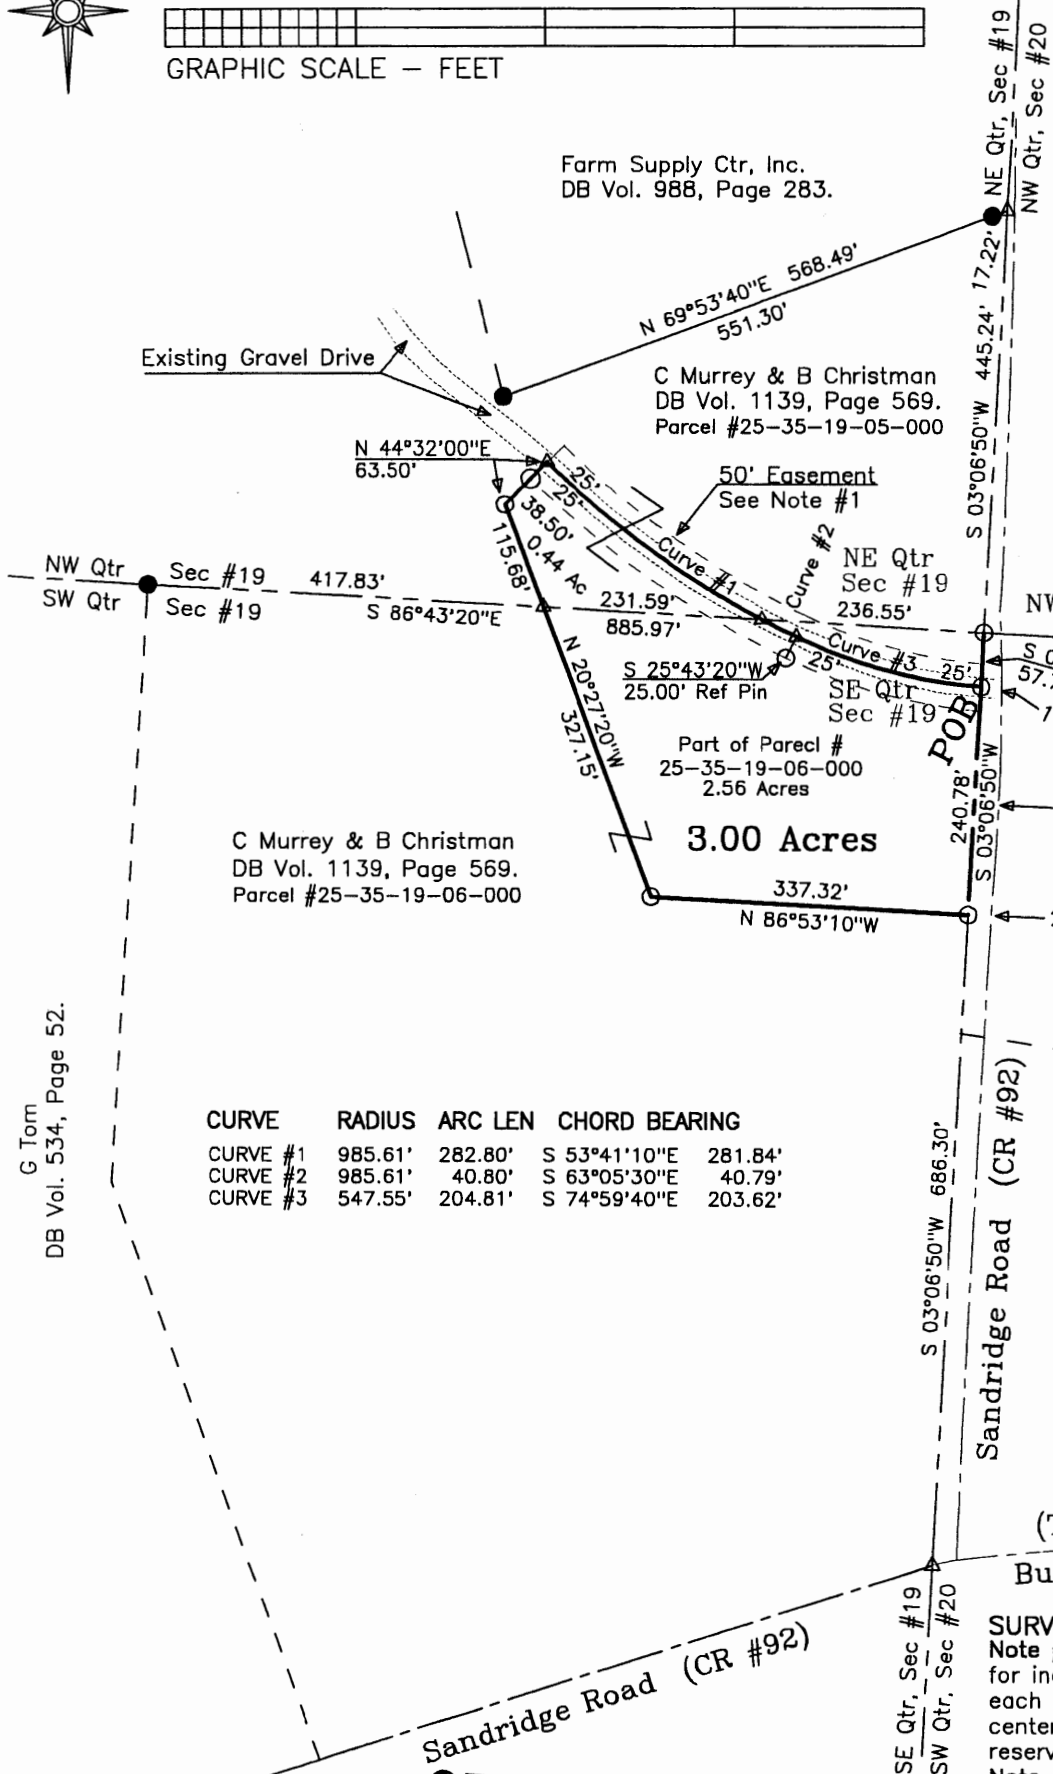 GRAPHIC SCALE – FEET
NE Qtr, Sec #19
NW Qtr, Sec #20
Farm Supply Ctr, Inc.
DB Vol. 988, Page 283.
N 69°53'40"E 568.49'
551.30'
17.22'
S 03°06'50"W 445.24'
Existing Gravel Drive
C Murrey & B Christman
DB Vol. 1139, Page 569.
Parcel #25-35-19-05-000
N 44°32'00"E
63.50'
50' Easement
See Note #1
25'
25'
38.50'
0.44 Ac
115.68'
Curve #1
Curve #2
Curve #3
NE Qtr
Sec #19
NW Qtr
SW Qtr
Sec #19
Sec #19
417.83'
S 86°43'20"E
231.59'
885.97'
236.55'
NW
S 25°43'20"W
25.00' Ref Pin
25'
25'
SE Qtr
Sec #19
N 20°27'20"W
327.15'
POB
Part of Parecl #
25-35-19-06-000
2.56 Acres
3.00 Acres
240.78'
S 03°06'50"W
C Murrey & B Christman
DB Vol. 1139, Page 569.
Parcel #25-35-19-06-000
337.32'
N 86°53'10"W
G Tom
DB Vol. 534, Page 52.
CURVE RADIUS ARC LEN CHORD BEARING
CURVE #1 985.61' 282.80' S 53°41'10"E 281.84'
CURVE #2 985.61' 40.80' S 63°05'30"E 40.79'
CURVE #3 547.55' 204.81' S 74°59'40"E 203.62'
S 03°06'50"W 686.30'
Sandridge Road (CR #92)
Sandridge Road (CR #92)
SE Qtr, Sec #19
SW Qtr, Sec #20
Bu
SURV
Note
for in
each
center
reserv